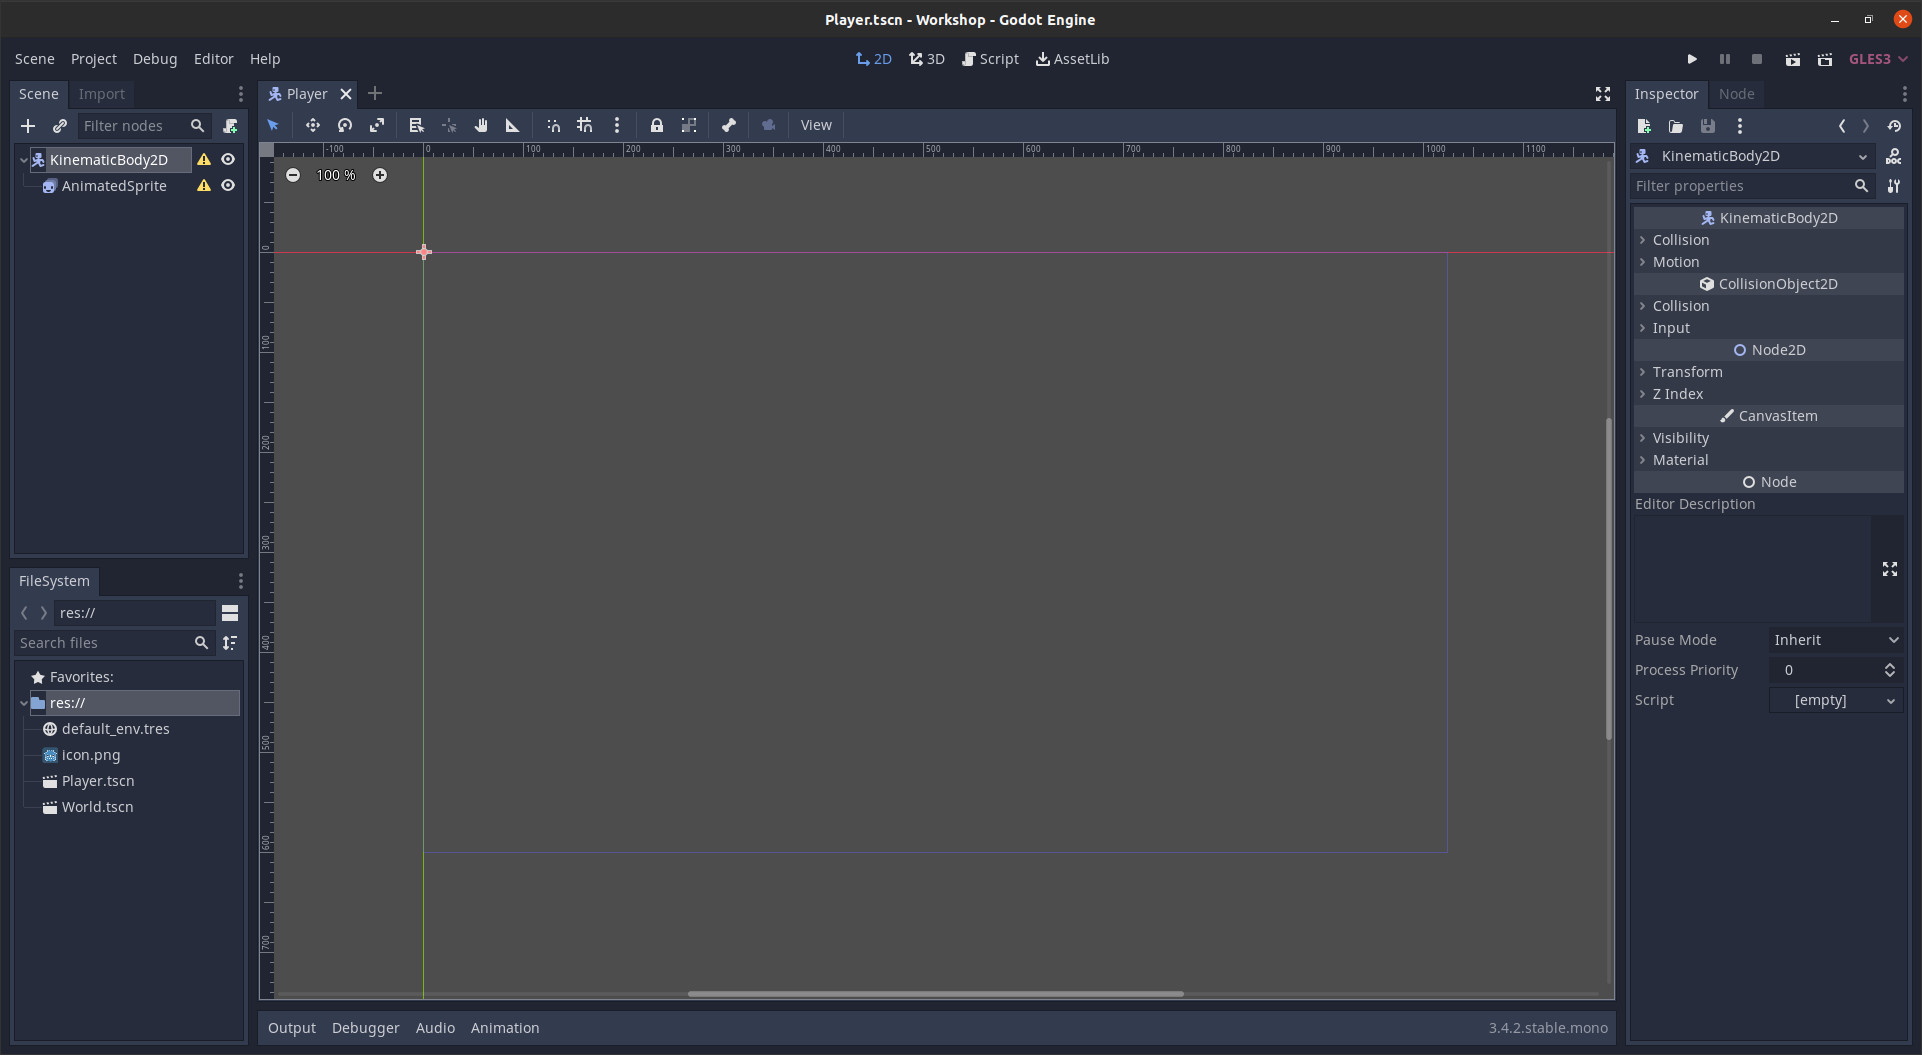 Player.tscn - Workshop - Godot Engine
Scene Project Debug Editor Help
2D 3D Script AssetLib
GLES3
Scene Import
Filter nodes
KinematicBody2D
AnimatedSprite
FileSystem
res://
Search files
Favorites:
res://
default_env.tres
icon.png
Player.tscn
World.tscn
Player
View
-100 0 100 200 300 400 500 600 700 800 900 1000 1100
100 %
0
100
200
300
400
500
600
700
Output Debugger Audio Animation
3.4.2.stable.mono
Inspector Node
KinematicBody2D
Filter properties
KinematicBody2D
Collision
Motion
CollisionObject2D
Collision
Input
Node2D
Transform
Z Index
CanvasItem
Visibility
Material
Node
Editor Description
Pause Mode Inherit
Process Priority 0
Script [empty]